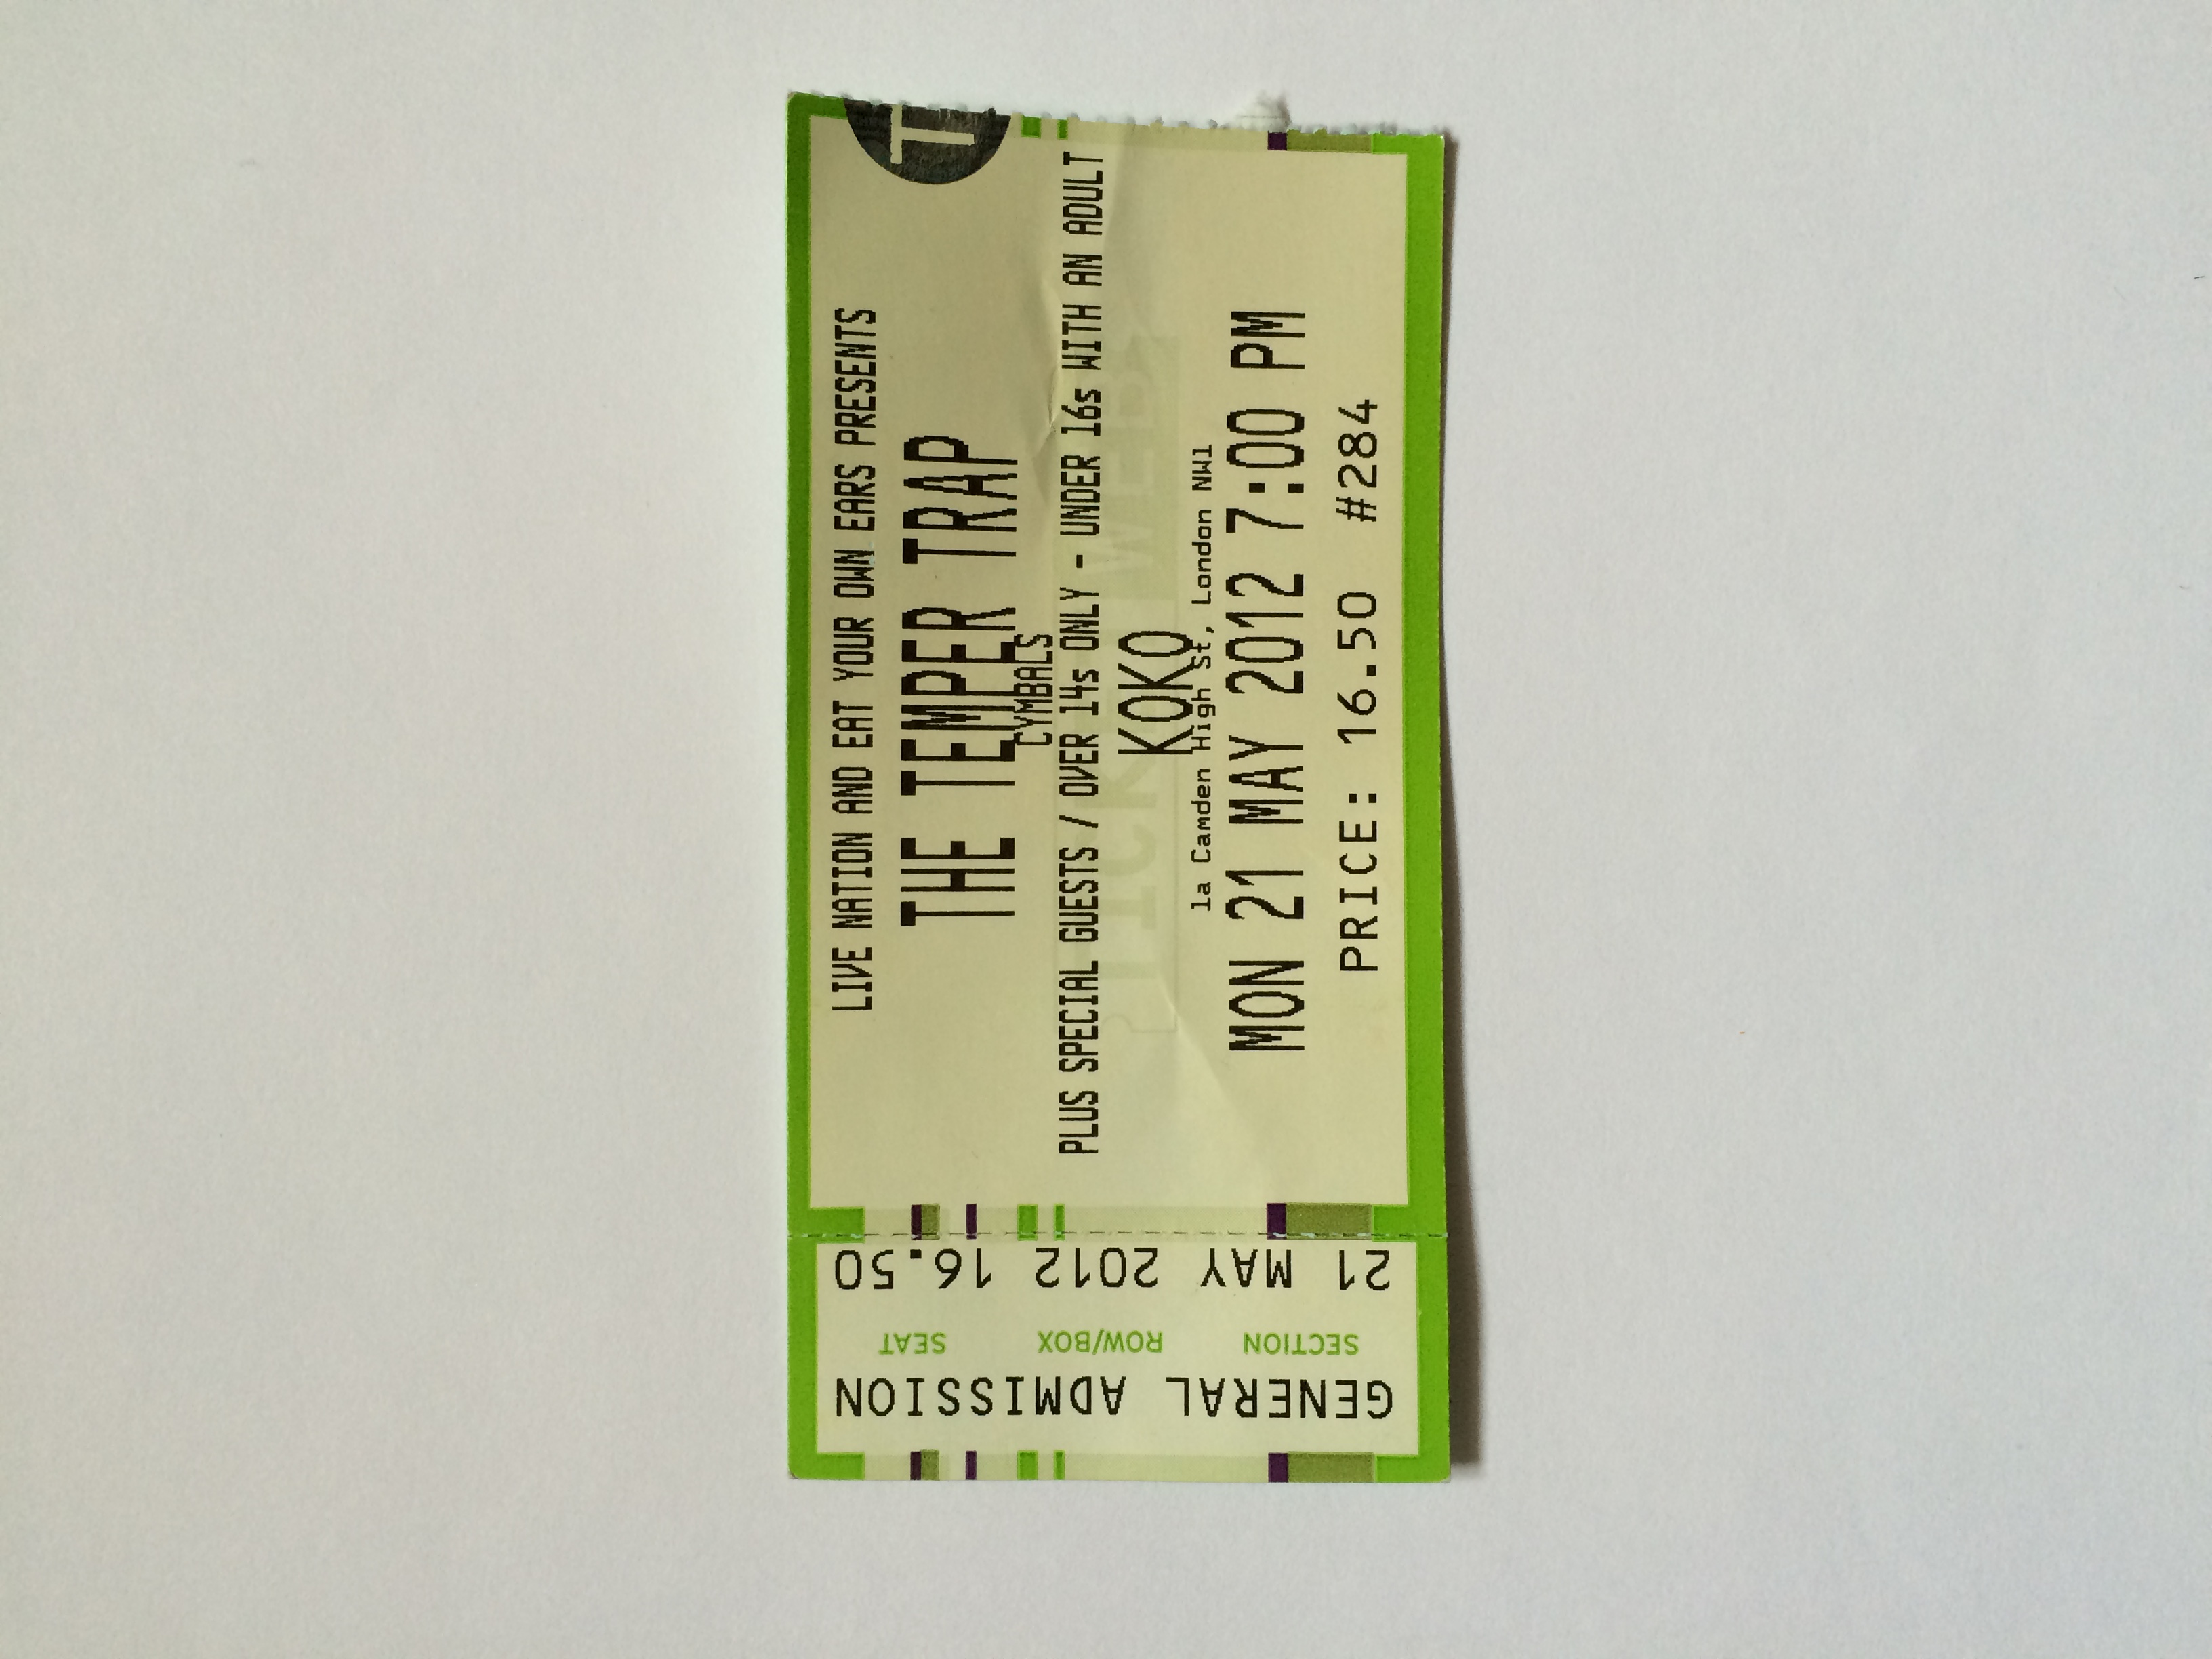 LIVE NATION AND EAT YOUR OWN EARS PRESENTS
THE TEMPER TRAP
CYMBALS
PLUS SPECIAL GUESTS / OVER 14s ONLY - UNDER 16s WITH AN ADULT
KOKO
1a Camden High St, London NW1
MON 21 MAY 2012 7:00 PM
PRICE: 16.50 #284
GENERAL ADMISSION
SECTION ROW/BOX SEAT
21 MAY 2012 16.50
T